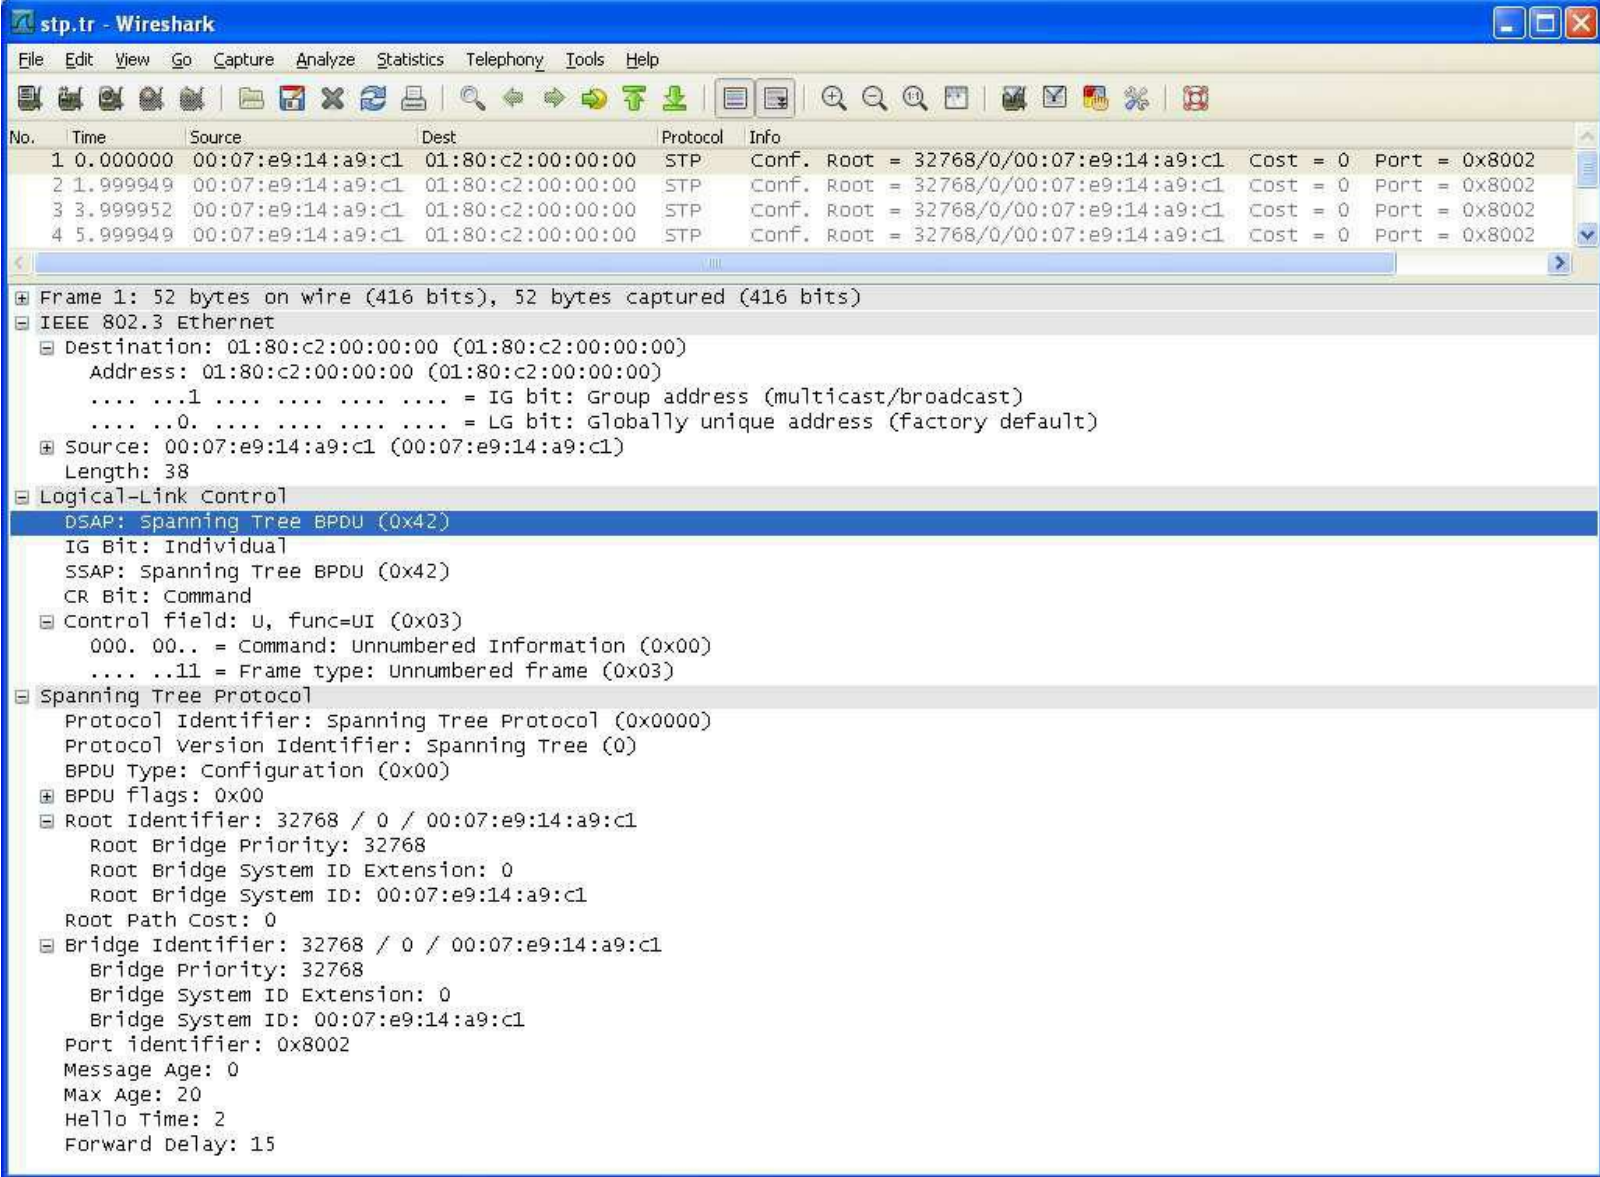 stp.tr - Wireshark
File Edit View Go Capture Analyze Statistics Telephony Tools Help
No. Time Source Dest Protocol Info
1 0.000000 00:07:e9:14:a9:c1 01:80:c2:00:00:00 STP Conf. Root = 32768/0/00:07:e9:14:a9:c1 Cost = 0 Port = 0x8002
2 1.999949 00:07:e9:14:a9:c1 01:80:c2:00:00:00 STP Conf. Root = 32768/0/00:07:e9:14:a9:c1 Cost = 0 Port = 0x8002
3 3.999952 00:07:e9:14:a9:c1 01:80:c2:00:00:00 STP Conf. Root = 32768/0/00:07:e9:14:a9:c1 Cost = 0 Port = 0x8002
4 5.999949 00:07:e9:14:a9:c1 01:80:c2:00:00:00 STP Conf. Root = 32768/0/00:07:e9:14:a9:c1 Cost = 0 Port = 0x8002
Frame 1: 52 bytes on wire (416 bits), 52 bytes captured (416 bits)
IEEE 802.3 Ethernet
Destination: 01:80:c2:00:00:00 (01:80:c2:00:00:00)
Address: 01:80:c2:00:00:00 (01:80:c2:00:00:00)
.... ...1 .... .... .... .... = IG bit: Group address (multicast/broadcast)
.... ..0. .... .... .... .... = LG bit: Globally unique address (factory default)
Source: 00:07:e9:14:a9:c1 (00:07:e9:14:a9:c1)
Length: 38
Logical-Link Control
DSAP: Spanning Tree BPDU (0x42)
IG Bit: Individual
SSAP: Spanning Tree BPDU (0x42)
CR Bit: Command
Control field: U, func=UI (0x03)
000. 00.. = Command: Unnumbered Information (0x00)
.... ..11 = Frame type: Unnumbered frame (0x03)
Spanning Tree Protocol
Protocol Identifier: Spanning Tree Protocol (0x0000)
Protocol Version Identifier: Spanning Tree (0)
BPDU Type: Configuration (0x00)
BPDU flags: 0x00
Root Identifier: 32768 / 0 / 00:07:e9:14:a9:c1
Root Bridge Priority: 32768
Root Bridge System ID Extension: 0
Root Bridge System ID: 00:07:e9:14:a9:c1
Root Path Cost: 0
Bridge Identifier: 32768 / 0 / 00:07:e9:14:a9:c1
Bridge Priority: 32768
Bridge System ID Extension: 0
Bridge System ID: 00:07:e9:14:a9:c1
Port identifier: 0x8002
Message Age: 0
Max Age: 20
Hello Time: 2
Forward Delay: 15